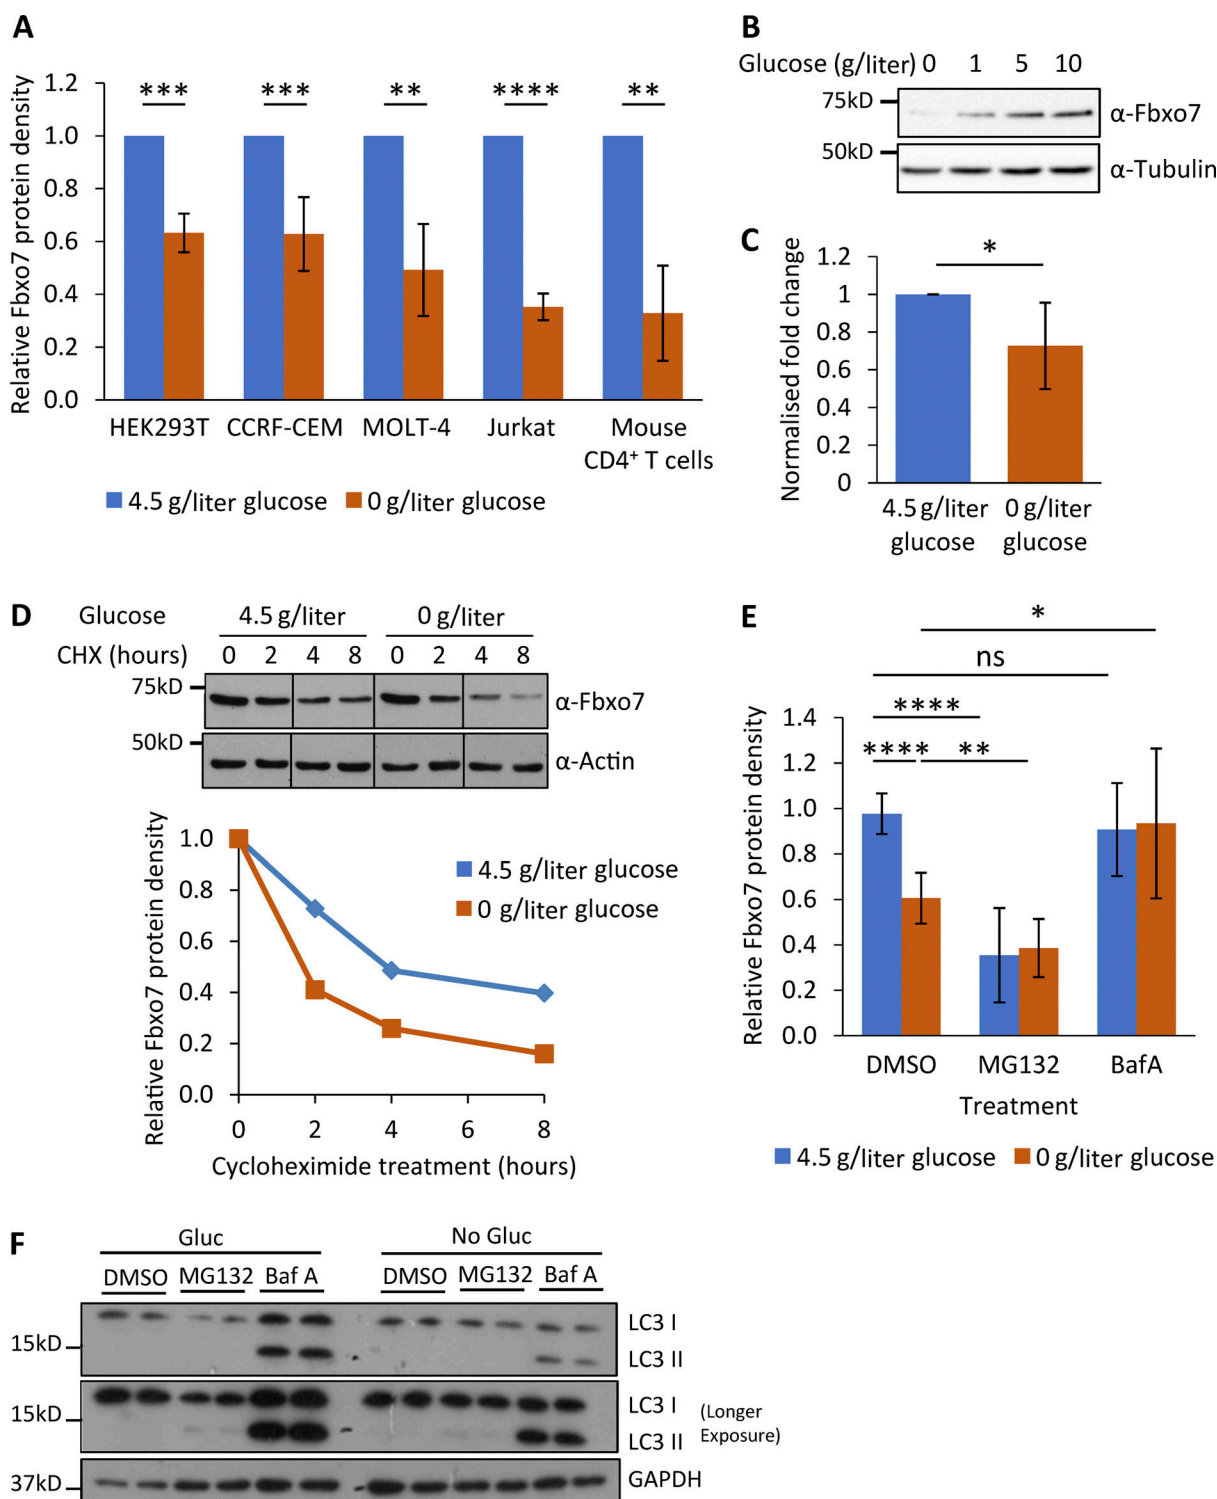 A
Relative Fbxo7 protein density
1.2
1.0
0.8
0.6
0.4
0.2
0.0
*** *** ** **** **
HEK293T CCRF-CEM MOLT-4 Jurkat Mouse
CD4+ T cells
4.5 g/liter glucose 0 g/liter glucose
B
Glucose (g/liter) 0 1 5 10
75kD
α-Fbxo7
50kD
α-Tubulin
C
Normalised fold change
1.2
1
0.8
0.6
0.4
0.2
0
*
4.5 g/liter 0 g/liter
glucose glucose
D
Glucose 4.5 g/liter 0 g/liter
CHX (hours) 0 2 4 8 0 2 4 8
75kD
α-Fbxo7
50kD
α-Actin
Relative Fbxo7 protein density
1.0
0.8
0.6
0.4
0.2
0.0
4.5 g/liter glucose
0 g/liter glucose
0 2 4 6 8
Cycloheximide treatment (hours)
E
*
ns
****
**** **
Relative Fbxo7 protein density
1.4
1.2
1.0
0.8
0.6
0.4
0.2
0.0
DMSO MG132 BafA
Treatment
4.5 g/liter glucose 0 g/liter glucose
F
Gluc No Gluc
DMSO MG132 Baf A DMSO MG132 Baf A
LC3 I
15kD
LC3 II
LC3 I
15kD
(Longer
Exposure)
LC3 II
37kD
GAPDH